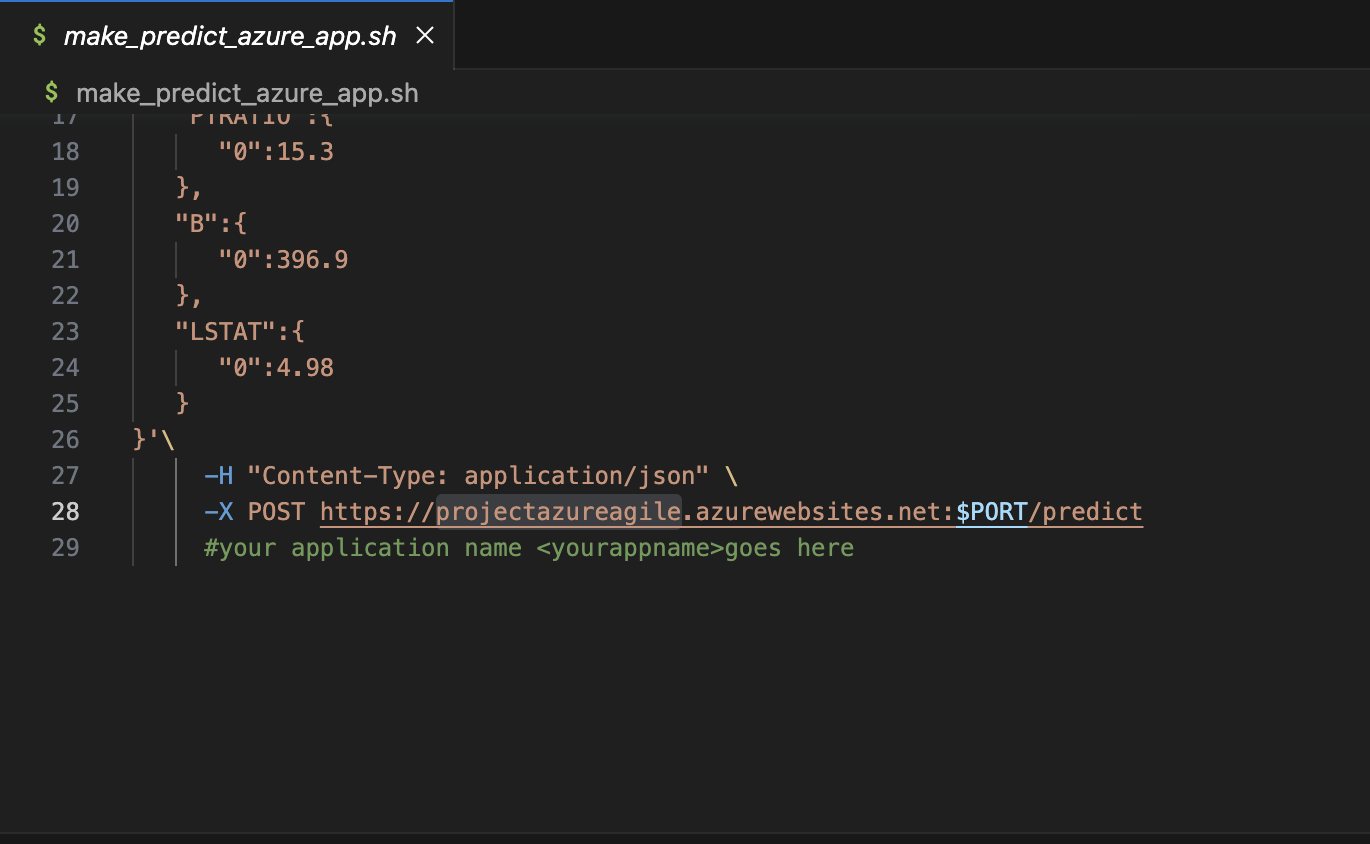 $ make_predict_azure_app.sh ×
$ make_predict_azure_app.sh
17 "PTRATIO":{
18 "0":15.3
19 },
20 "B":{
21 "0":396.9
22 },
23 "LSTAT":{
24 "0":4.98
25 }
26 }'\
27 -H "Content-Type: application/json" \
28 -X POST https://projectazureagile.azurewebsites.net:$PORT/predict
29 #your application name <yourappname>goes here